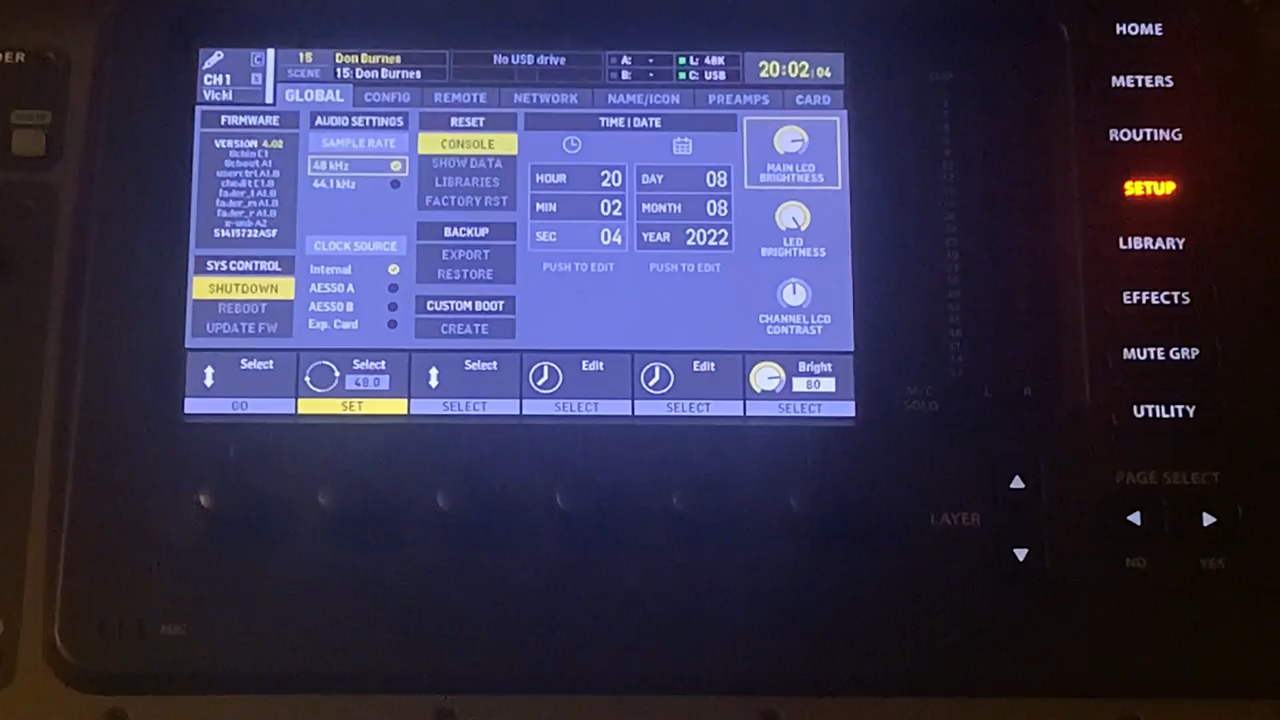 DER
CH1
Vicki
15 Don Burnes
SCENE 15: Don Burnes
No USB drive
A: - L: 48K
B: - C: USB
20:02:04
GLOBAL CONFIG REMOTE NETWORK NAME/ICON PREAMPS CARD
FIRMWARE
VERSION 4.02
S1415722ASF
SYS CONTROL
SHUTDOWN
REBOOT
UPDATE FW
AUDIO SETTINGS
SAMPLE RATE
48 kHz
44.1 kHz
CLOCK SOURCE
Internal
AES50 A
AES50 B
Exp. Card
RESET
CONSOLE
SHOW DATA
LIBRARIES
FACTORY RST
BACKUP
EXPORT
RESTORE
CUSTOM BOOT
CREATE
TIME | DATE
HOUR 20
MIN 02
SEC 04
PUSH TO EDIT
DAY 08
MONTH 08
YEAR 2022
PUSH TO EDIT
MAIN LCD
BRIGHTNESS
LED
BRIGHTNESS
CHANNEL LCD
CONTRAST
Select
GO
Select
48.0
SET
Select
SELECT
Edit
SELECT
Edit
SELECT
Bright
80
SELECT
HOME
METERS
ROUTING
SETUP
LIBRARY
EFFECTS
MUTE GRP
UTILITY
M/C L R
SOLO
PAGE SELECT
LAYER
NO YES